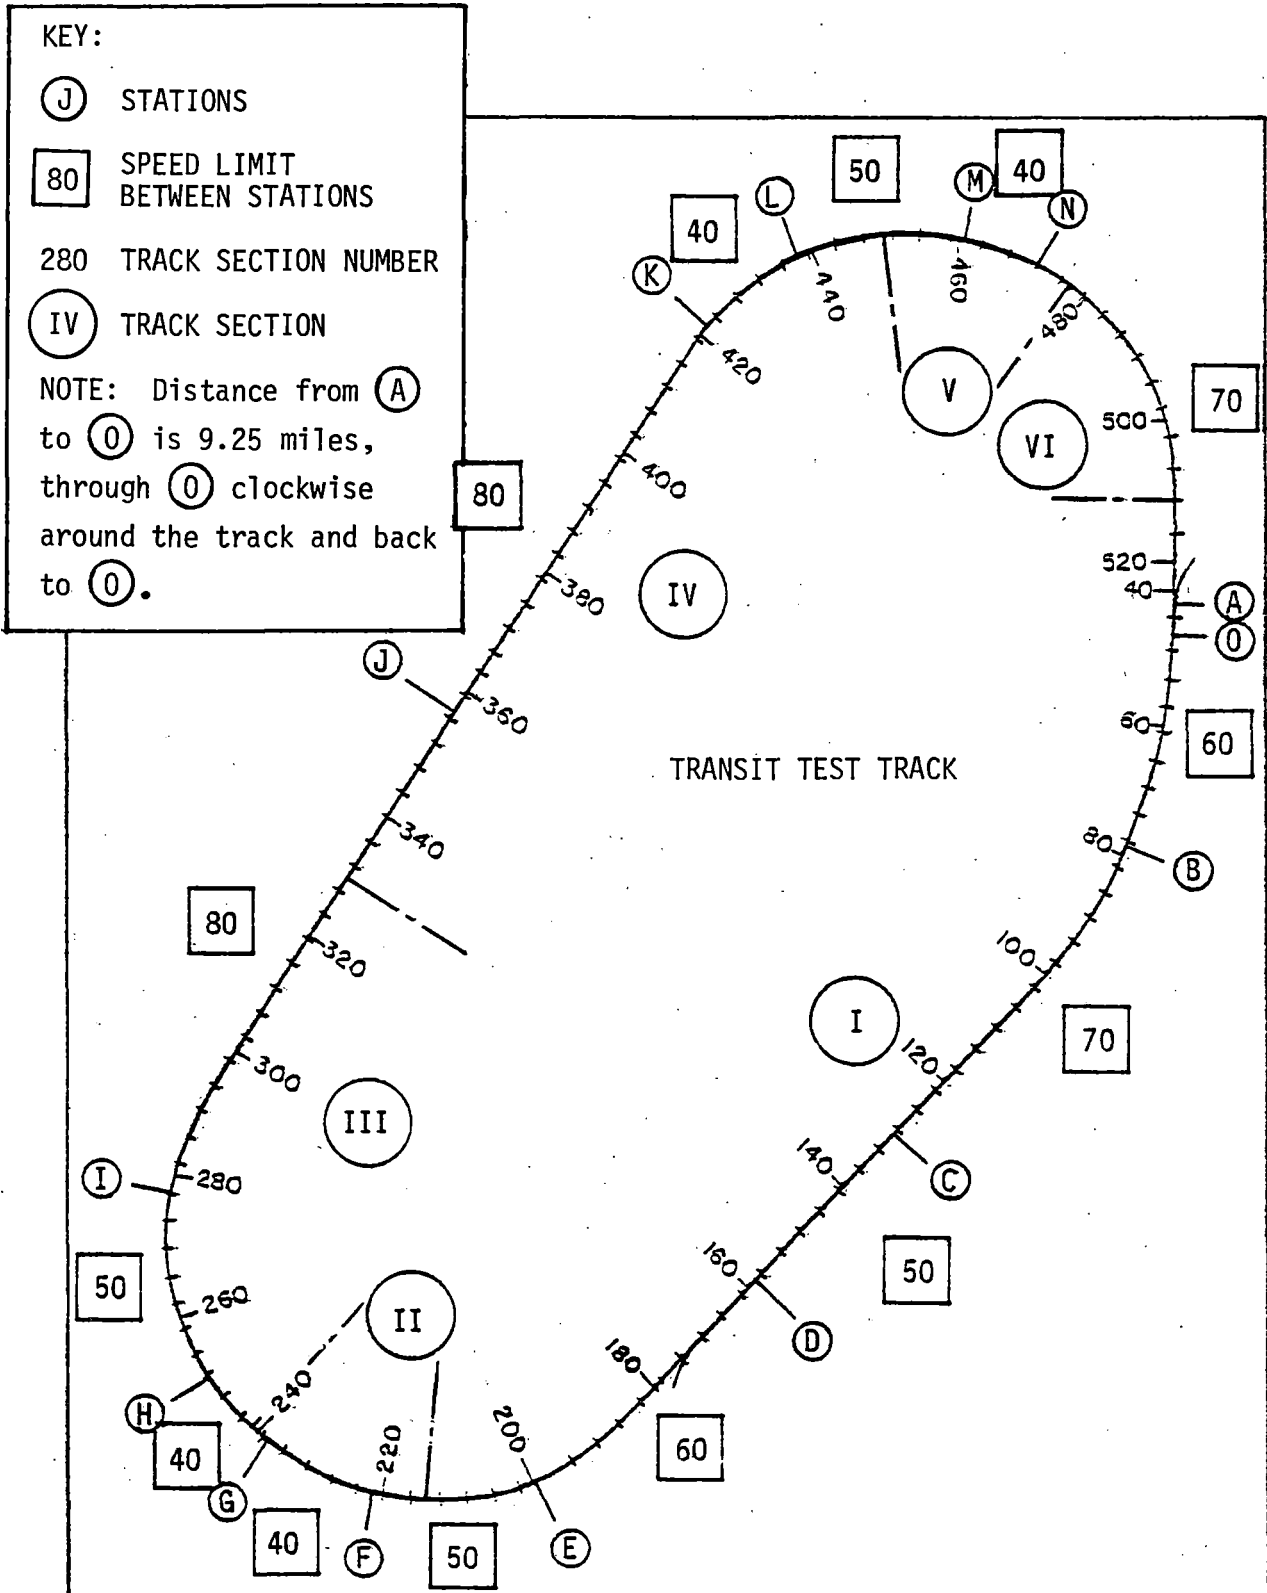 KEY:
J STATIONS
80 SPEED LIMIT
BETWEEN STATIONS
280 TRACK SECTION NUMBER
IV TRACK SECTION
NOTE: Distance from A
to O is 9.25 miles,
through O clockwise
around the track and back
to O.
50
M
40
L
N
40
K
440
460
480
420
V
70
500
VI
400
80
520
40
A
IV
380
O
J
360
60
60
TRANSIT TEST TRACK
340
80
B
80
320
100
I
70
120
300
III
140
I
280
C
160
50
50
260
II
D
180
240
H
200
220
60
40
G
40
F
50
E